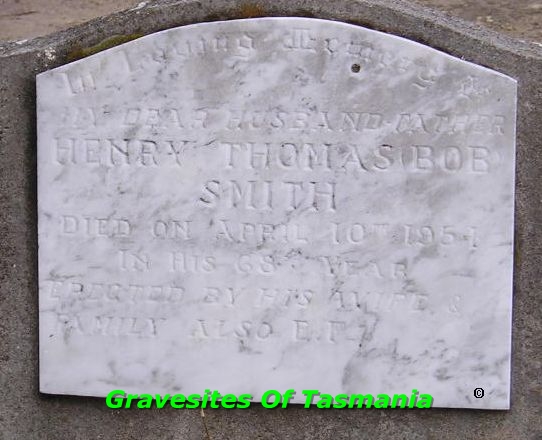 In Loving Memory of
MY DEAR HUSBAND & FATHER
HENRY THOMAS (BOB)
SMITH
DIED ON APRIL 10TH 1954
IN HIS 68TH YEAR
ERECTED BY HIS WIFE &
FAMILY ALSO E.F.
Gravesites Of Tasmania ©